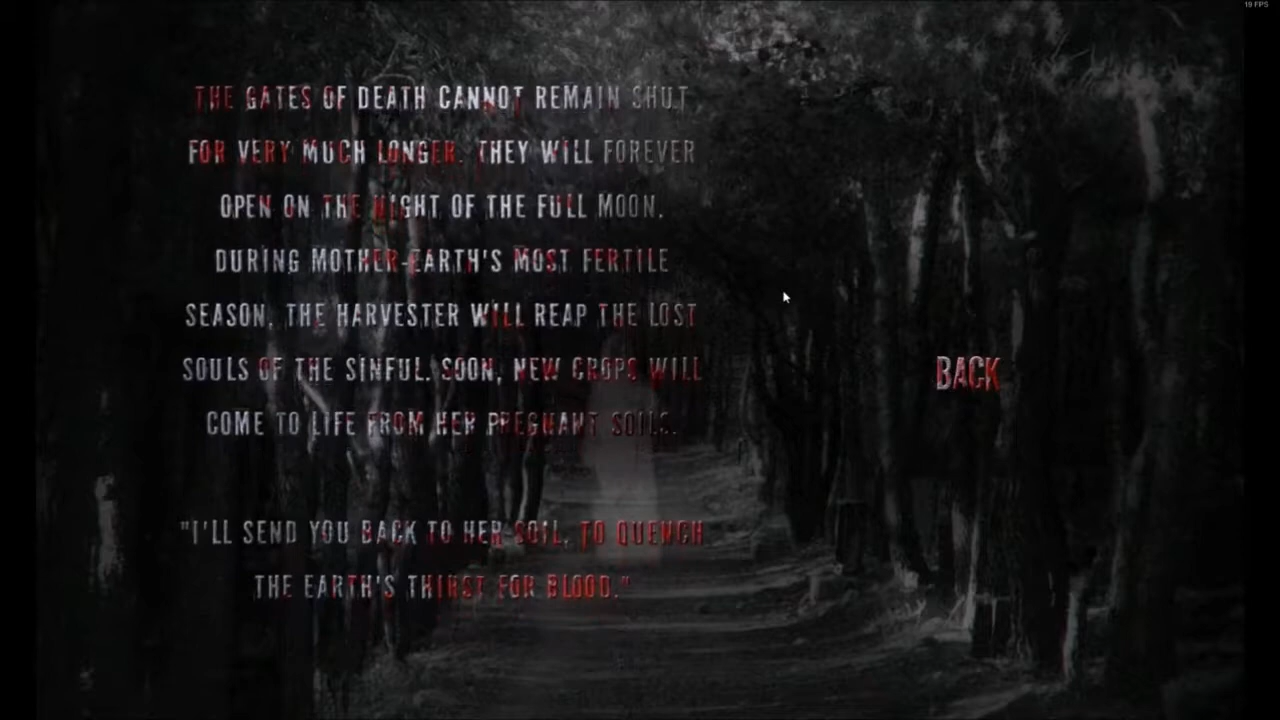 19 FPS
THE GATES OF DEATH CANNOT REMAIN SHUT
FOR VERY MUCH LONGER. THEY WILL FOREVER
OPEN ON THE NIGHT OF THE FULL MOON.
DURING MOTHER-EARTH'S MOST FERTILE
SEASON, THE HARVESTER WILL REAP THE LOST
SOULS OF THE SINFUL. SOON, NEW CROPS WILL
COME TO LIFE FROM HER PREGNANT SOILS.
BACK
"I'LL SEND YOU BACK TO HER SOIL, TO QUENCH
THE EARTH'S THIRST FOR BLOOD."